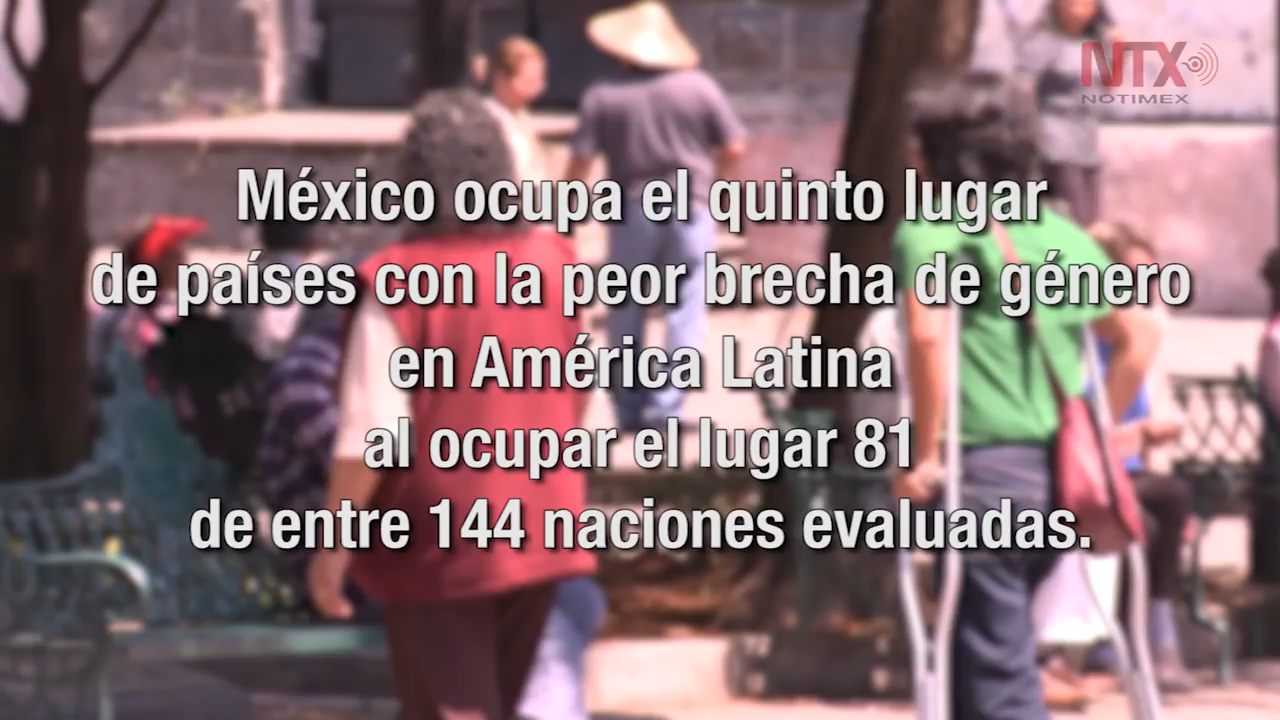 NTX
NOTIMEX
México ocupa el quinto lugar
de países con la peor brecha de género
en América Latina
al ocupar el lugar 81
de entre 144 naciones evaluadas.